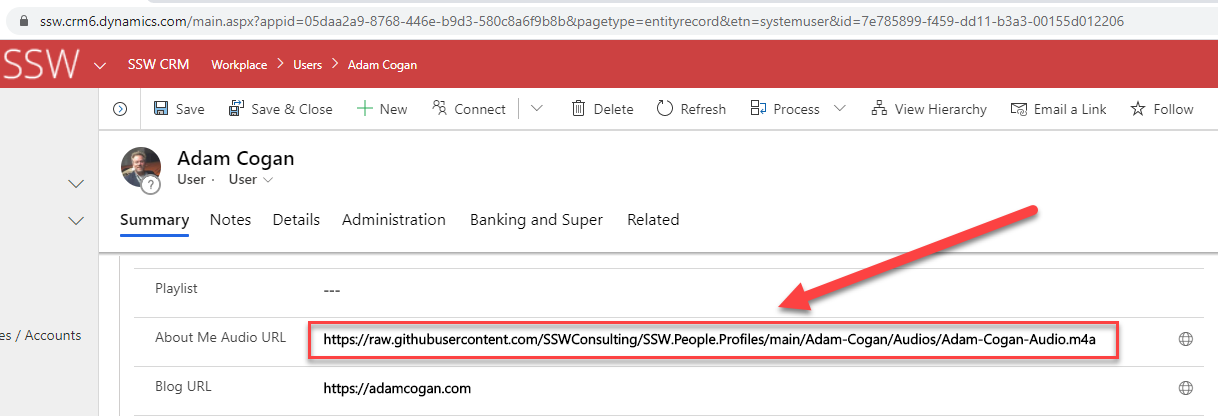 ssw.crm6.dynamics.com/main.aspx?appid=05daa2a9-8768-446e-b9d3-580c8a6f9b8b&pagetype=entityrecord&etn=systemuser&id=7e785899-f459-dd11-b3a3-00155d012206
SSW SSW CRM Workplace > Users > Adam Cogan
Save Save & Close New Connect Delete Refresh Process View Hierarchy Email a Link Follow
Adam Cogan
User · User
?
Summary Notes Details Administration Banking and Super Related
Playlist ---
es / Accounts
About Me Audio URL https://raw.githubusercontent.com/SSWConsulting/SSW.People.Profiles/main/Adam-Cogan/Audios/Adam-Cogan-Audio.m4a
Blog URL https://adamcogan.com